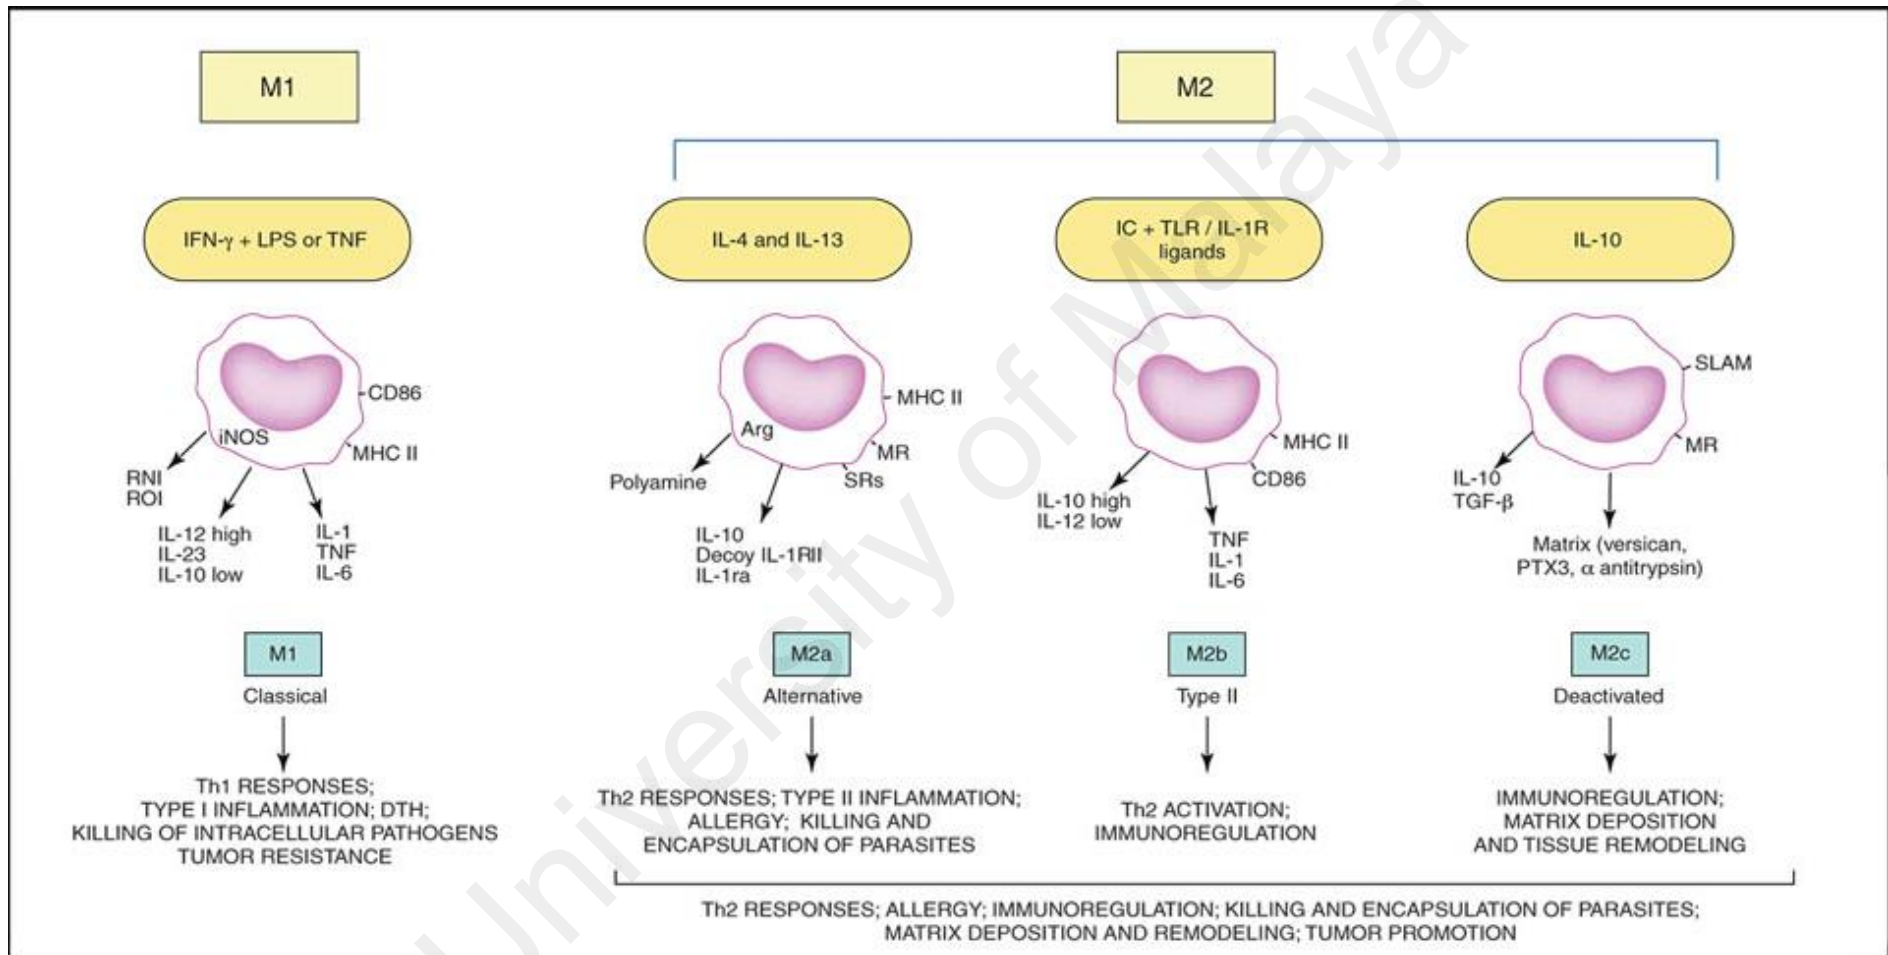 M1
M2
IFN-γ + LPS or TNF
IL-4 and IL-13
IC + TLR / IL-1R
ligands
IL-10
CD86
MHC II
iNOS
RNI
ROI
IL-12 high
IL-23
IL-10 low
IL-1
TNF
IL-6
MHC II
MR
SRs
Arg
Polyamine
IL-10
Decoy IL-1RII
IL-1ra
MHC II
CD86
IL-10 high
IL-12 low
TNF
IL-1
IL-6
SLAM
MR
IL-10
TGF-β
Matrix (versican,
PTX3, α antitrypsin)
M1
Classical
M2a
Alternative
M2b
Type II
M2c
Deactivated
Th1 RESPONSES;
TYPE I INFLAMMATION; DTH;
KILLING OF INTRACELLULAR PATHOGENS
TUMOR RESISTANCE
Th2 RESPONSES; TYPE II INFLAMMATION;
ALLERGY; KILLING AND
ENCAPSULATION OF PARASITES
Th2 ACTIVATION;
IMMUNOREGULATION
IMMUNOREGULATION;
MATRIX DEPOSITION
AND TISSUE REMODELING
Th2 RESPONSES; ALLERGY; IMMUNOREGULATION; KILLING AND ENCAPSULATION OF PARASITES;
MATRIX DEPOSITION AND REMODELING; TUMOR PROMOTION
University of Malaya